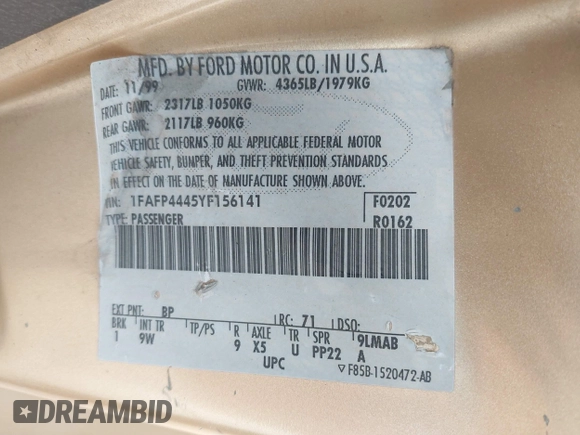 MFD. BY FORD MOTOR CO. IN U.S.A.
DATE: 11/99 GVWR: 4365LB/1979KG
FRONT GAWR: 2317LB 1050KG
REAR GAWR: 2117LB 960KG
THIS VEHICLE CONFORMS TO ALL APPLICABLE FEDERAL MOTOR
VEHICLE SAFETY, BUMPER, AND THEFT PREVENTION STANDARDS
IN EFFECT ON THE DATE OF MANUFACTURE SHOWN ABOVE.
VIN: 1FAFP4445YF156141 F0202
TYPE: PASSENGER R0162
EXT PNT: BP RC: 71 DSO:
BRK INT TR TP/PS R AXLE TR SPR 9LMAB
1 9W 9 X5 U PP22 A
UPC
▽F85B-1520472-AB
DREAMBID